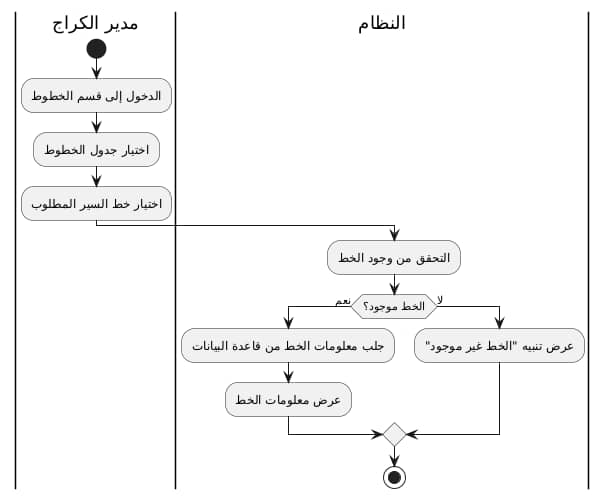 مدير الكراج
النظام
الدخول إلى قسم الخطوط
اختيار جدول الخطوط
اختيار خط السير المطلوب
التحقق من وجود الخط
الخط موجود؟
نعم
لا
جلب معلومات الخط من قاعدة البيانات
عرض تنبيه "الخط غير موجود"
عرض معلومات الخط